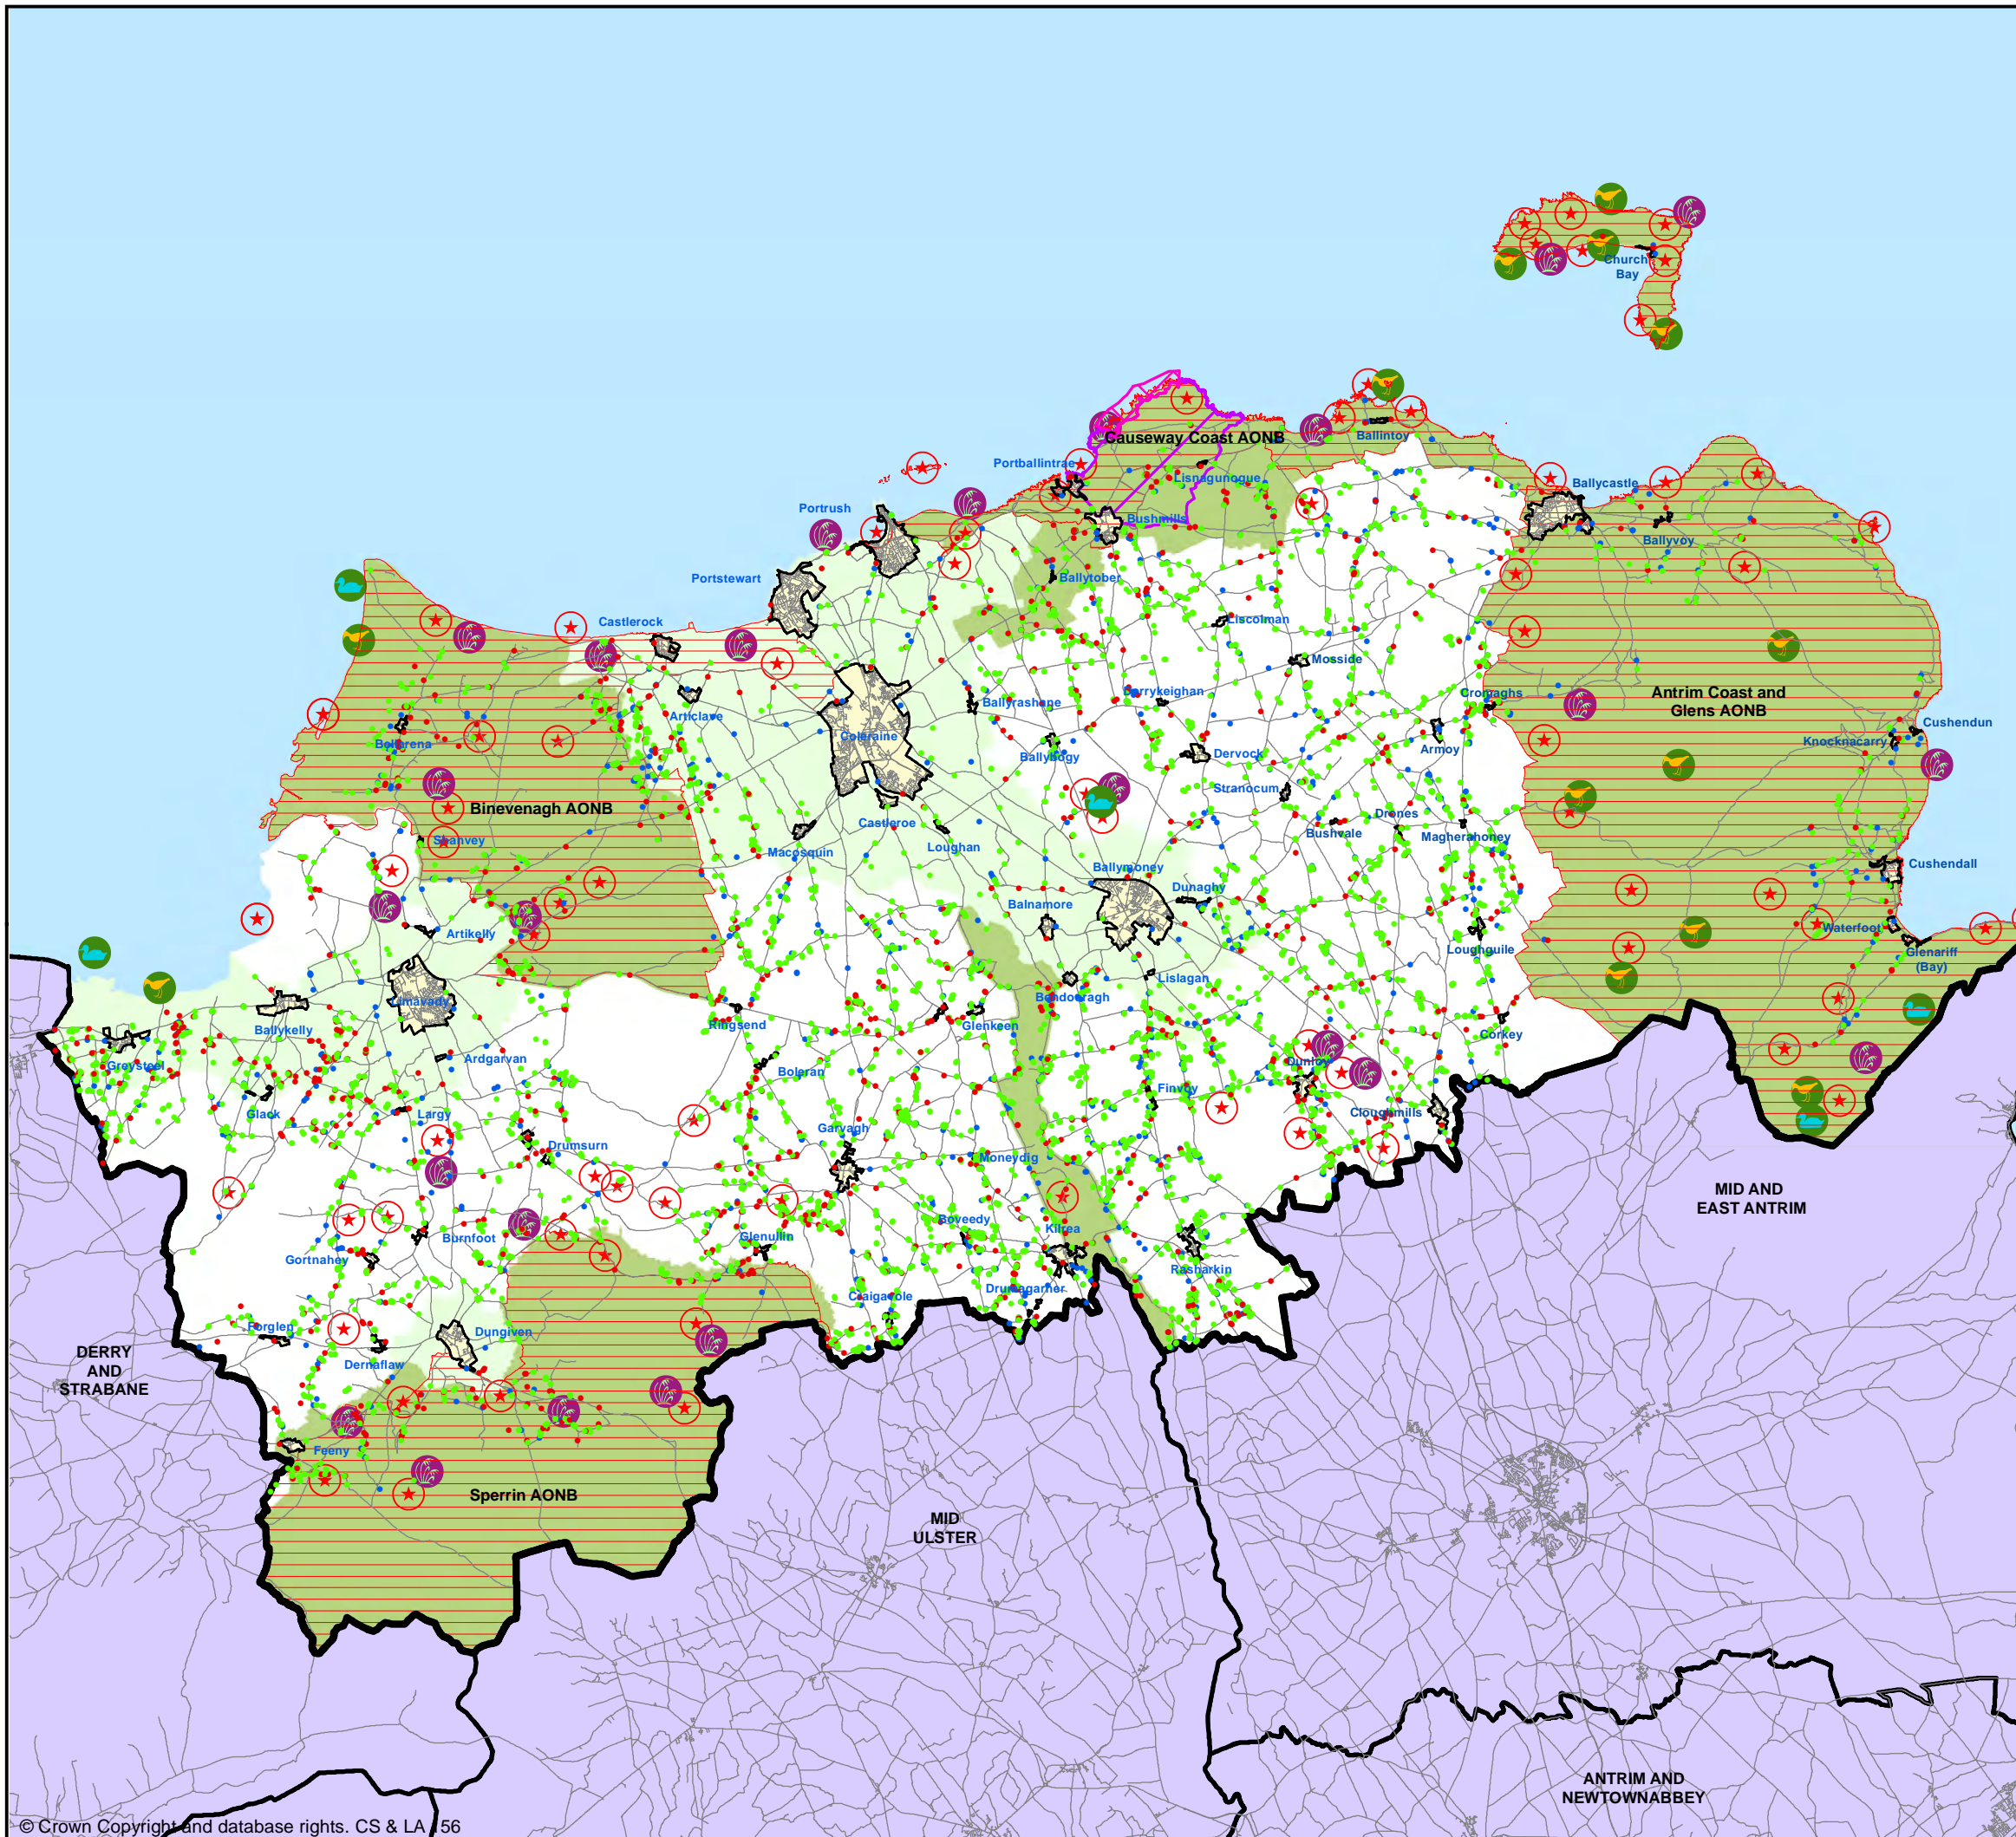 Church
Bay
Causeway Coast AONB
Ballintoy
Portballintrae
Lisnagunogue
Ballycastle
Portrush
Bushmills
Ballyvoy
Portstewart
Ballytober
Castlerock
Liscolman
Mosside
Derrykeighan
Cromaghs
Antrim Coast and
Glens AONB
Ballyrashane
Articlave
Cushendun
Bellarena
Coleraine
Knocknacarry
Armoy
Ballybogy
Dervock
Stranocum
Binevenagh AONB
Drones
Castleroe
Bushvale
Magherahoney
Shanvey
Loughan
Macosquin
Cushendall
Ballymoney
Dunaghy
Balnamore
Artikelly
Waterfoot
Loughguile
Glenariff
(Bay)
Lislagan
Bendooragh
Limavady
Ballykelly
Ringsend
Glenkeen
Corkey
Greysteel
Ardgarvan
Dunloy
Boleran
Finvoy
Glack
Largy
Cloughmills
Garvagh
Drumsurn
Moneydig
MID AND
EAST ANTRIM
Boveedy
Kilrea
Burnfoot
Glenullin
Gortnahey
Rasharkin
Drumagarner
Craigavole
Forglen
Dungiven
DERRY
AND
STRABANE
Dernaflaw
Feeny
Sperrin AONB
MID
ULSTER
ANTRIM AND
NEWTOWNABBEY
© Crown Copyright and database rights. CS & LA 156